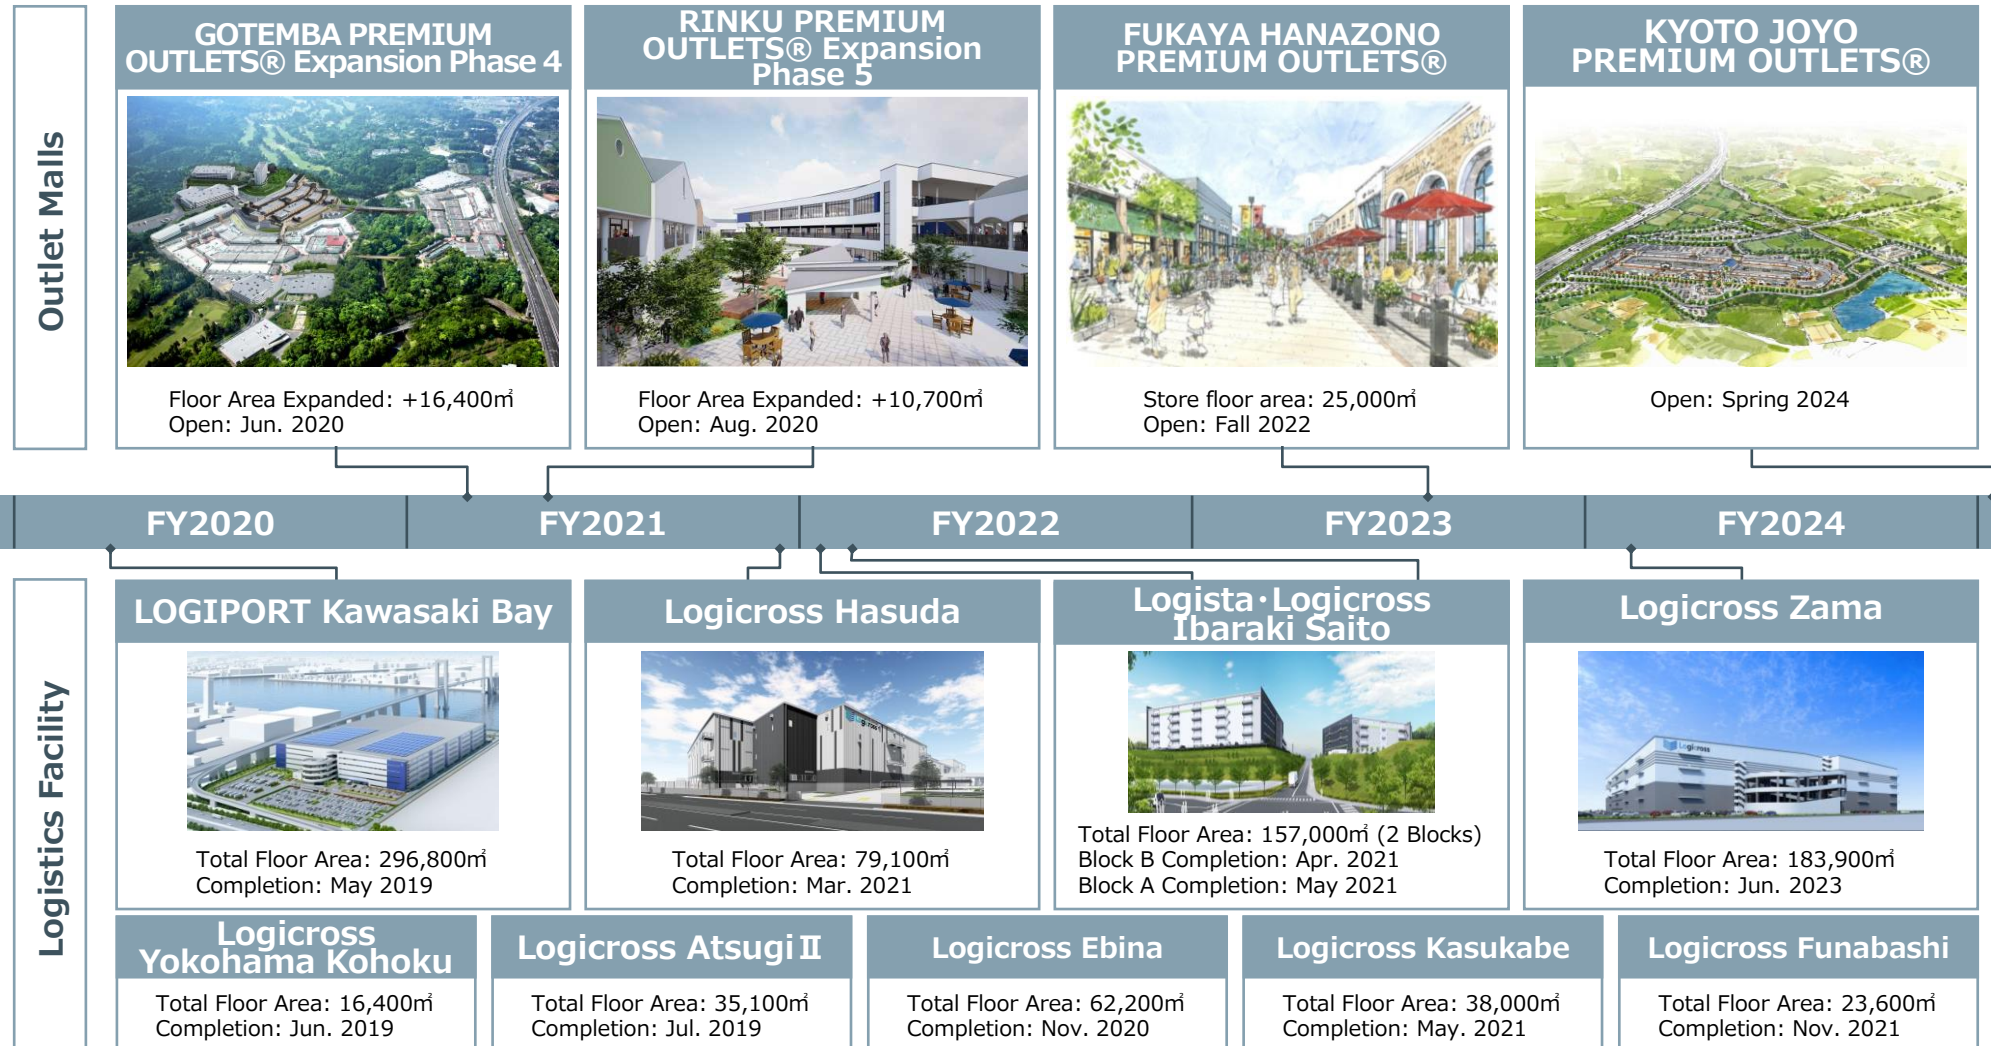 Outlet Malls
GOTEMBA PREMIUM
OUTLETS® Expansion Phase 4
Floor Area Expanded: +16,400㎡
Open: Jun. 2020
RINKU PREMIUM
OUTLETS® Expansion
Phase 5
Floor Area Expanded: +10,700㎡
Open: Aug. 2020
FUKAYA HANAZONO
PREMIUM OUTLETS®
Store floor area: 25,000㎡
Open: Fall 2022
KYOTO JOYO
PREMIUM OUTLETS®
Open: Spring 2024
FY2020
FY2021
FY2022
FY2023
FY2024
Logistics Facility
LOGIPORT Kawasaki Bay
Total Floor Area: 296,800㎡
Completion: May 2019
Logicross Hasuda
Total Floor Area: 79,100㎡
Completion: Mar. 2021
Logista・Logicross
Ibaraki Saito
Total Floor Area: 157,000㎡ (2 Blocks)
Block B Completion: Apr. 2021
Block A Completion: May 2021
Logicross Zama
Logicross
Total Floor Area: 183,900㎡
Completion: Jun. 2023
Logicross
Yokohama Kohoku
Total Floor Area: 16,400㎡
Completion: Jun. 2019
Logicross AtsugiⅡ
Total Floor Area: 35,100㎡
Completion: Jul. 2019
Logicross Ebina
Total Floor Area: 62,200㎡
Completion: Nov. 2020
Logicross Kasukabe
Total Floor Area: 38,000㎡
Completion: May. 2021
Logicross Funabashi
Total Floor Area: 23,600㎡
Completion: Nov. 2021